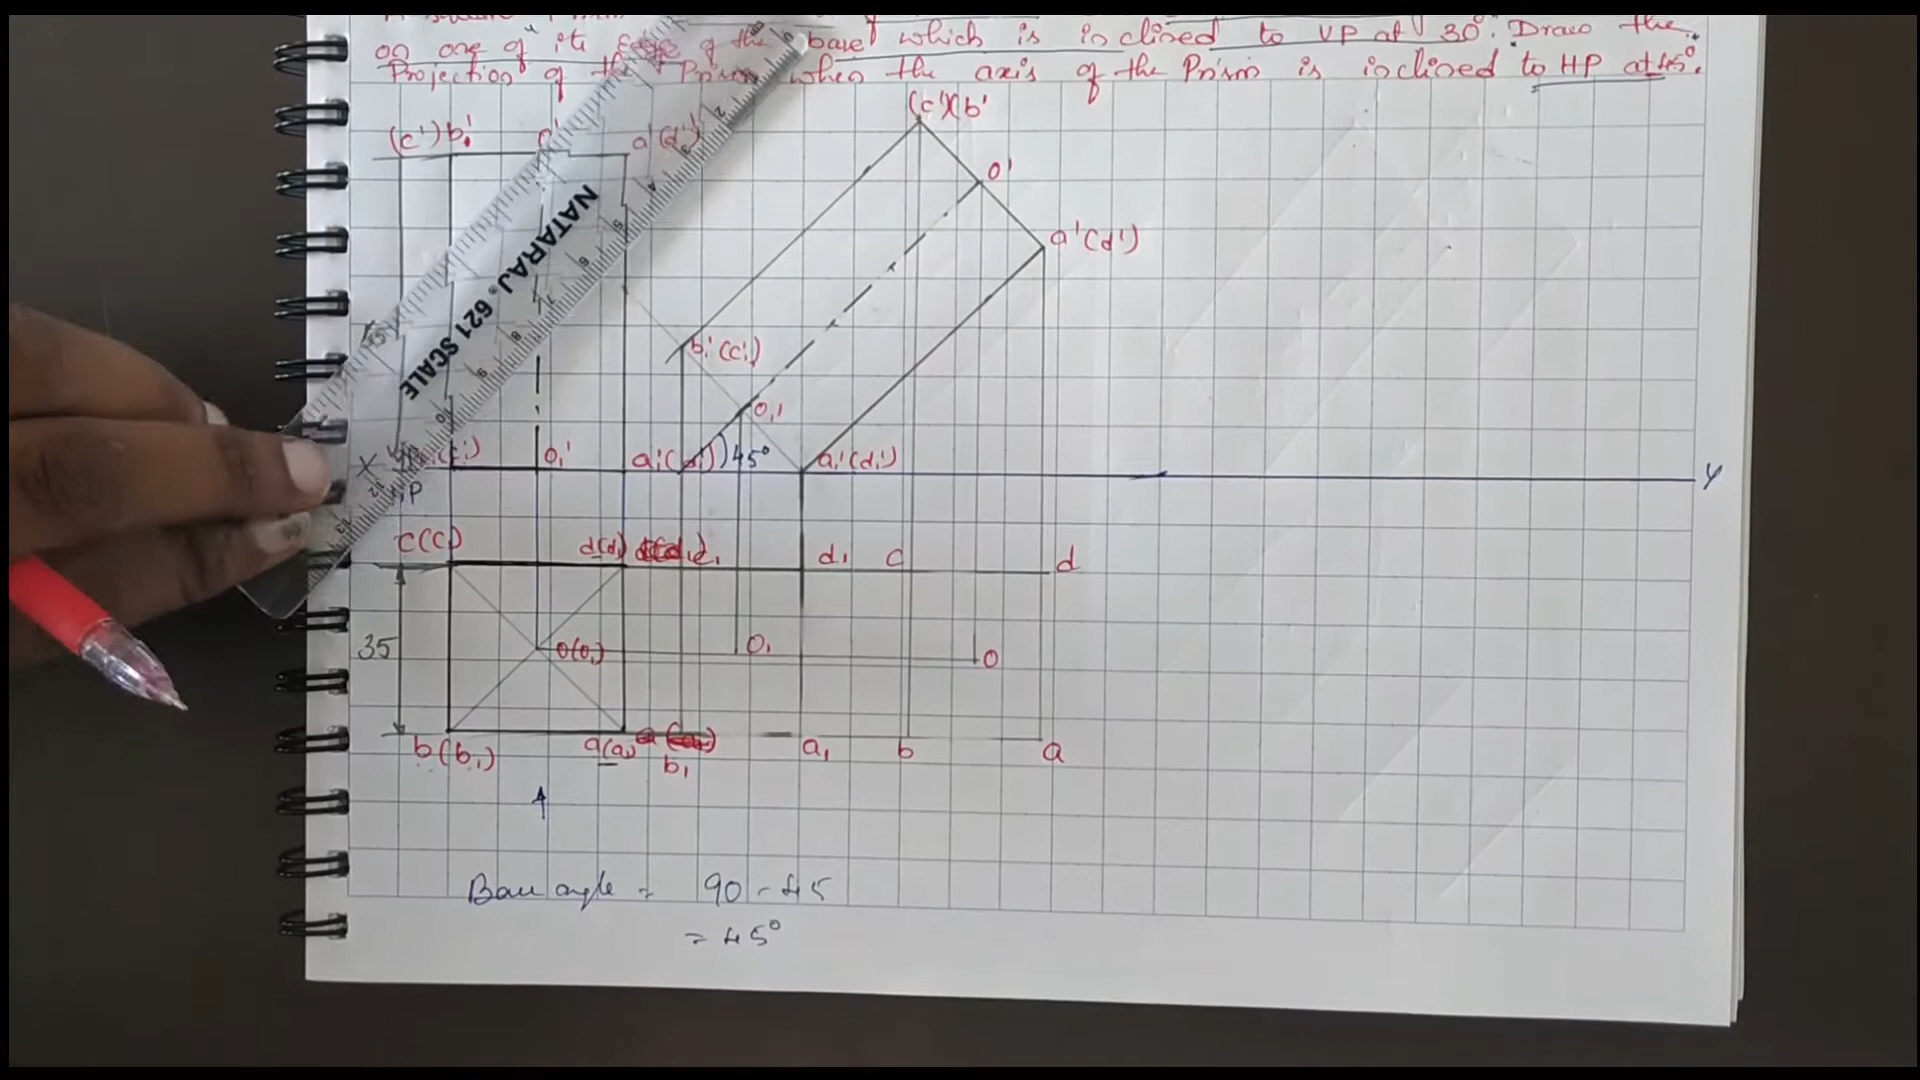 on one of its edge of the base which is inclined to VP at 30°. Draw the
Projection of the Prism when the axis of the Prism is inclined to HP at 45°.
(c')b'
a'(d')
(c')(b'
o'
a'(d')
NATARAJ 621 SCALE
b₁'(c₁')
o₁'
X
o₁'
45°
a₁'(d₁')
Y
c(c₁)
d(d₁)
d₁
c
d
35
o(o₁)
o₁
o
b(b₁)
a(a₁)
b₁
a₁
b
a
Base angle = 90 - 45
= 45°